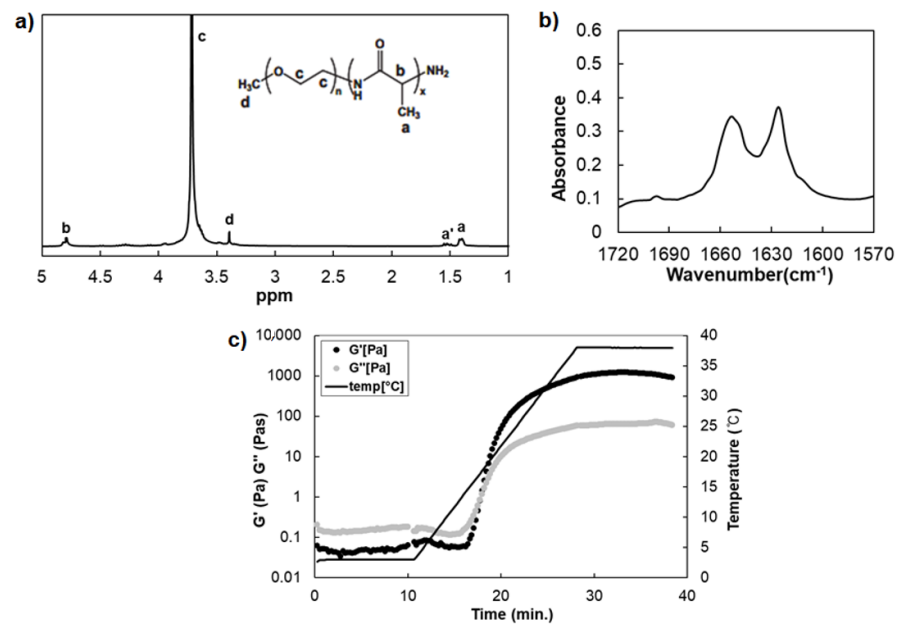 a)
c
O
O
c
c
n
N
H
b
NH2
x
H3C
d
CH3
a
b
d
a'
a
5
4.5
4
3.5
3
2.5
2
1.5
1
ppm
b)
0.6
0.5
0.4
0.3
0.2
0.1
0
Absorbance
1720
1690
1660
1630
1600
1570
Wavenumber(cm-1)
c)
10,000
1000
100
10
1
0.1
0.01
G' (Pa) G'' (Pas)
G'[Pa]
G''[Pa]
temp[°C]
40
35
30
25
20
15
10
5
0
Temperature (℃)
0
10
20
30
40
Time (min.)